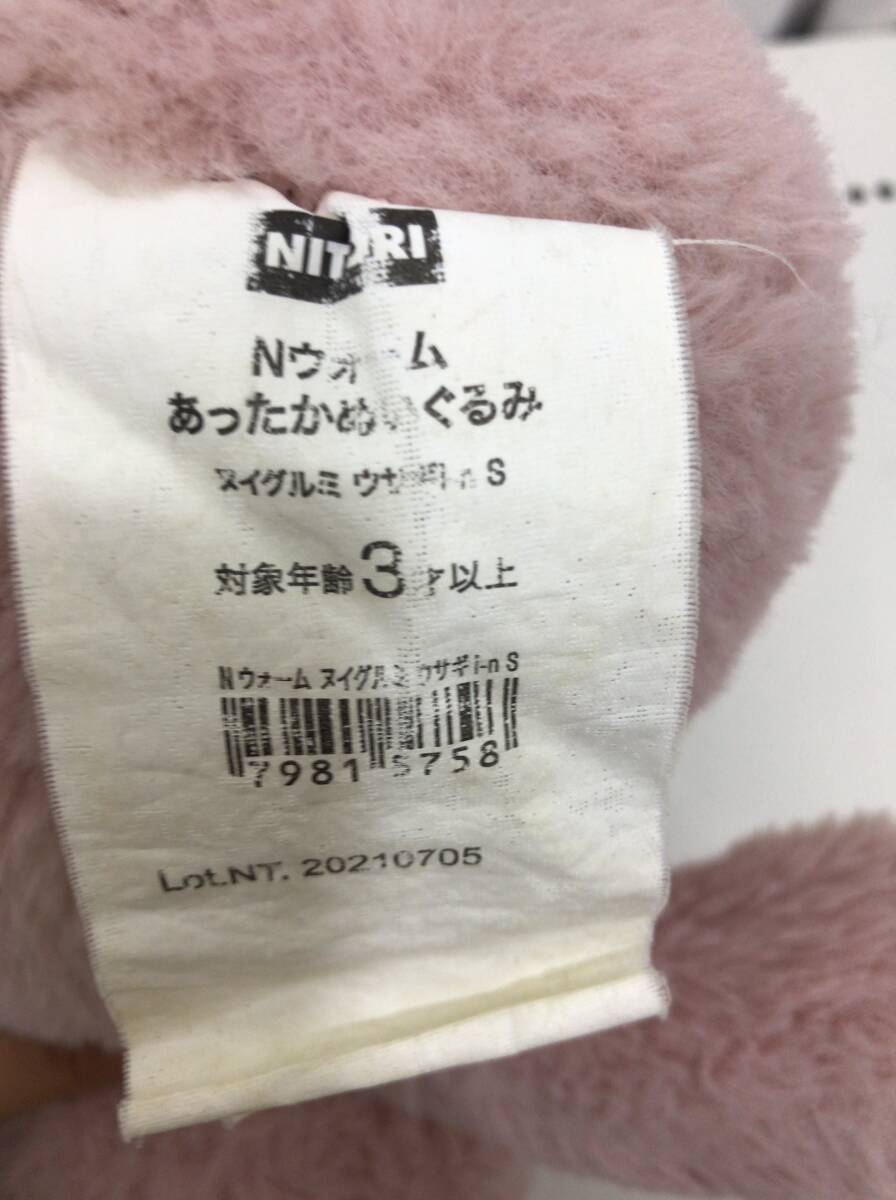 NITORI
Nウォーム
あったかぬいぐるみ
ヌイグルミ ウサギi-n S
対象年齢3才以上
Nウォーム ヌイグルミ ウサギi-n S
7981 5758
Lot.NT. 20210705